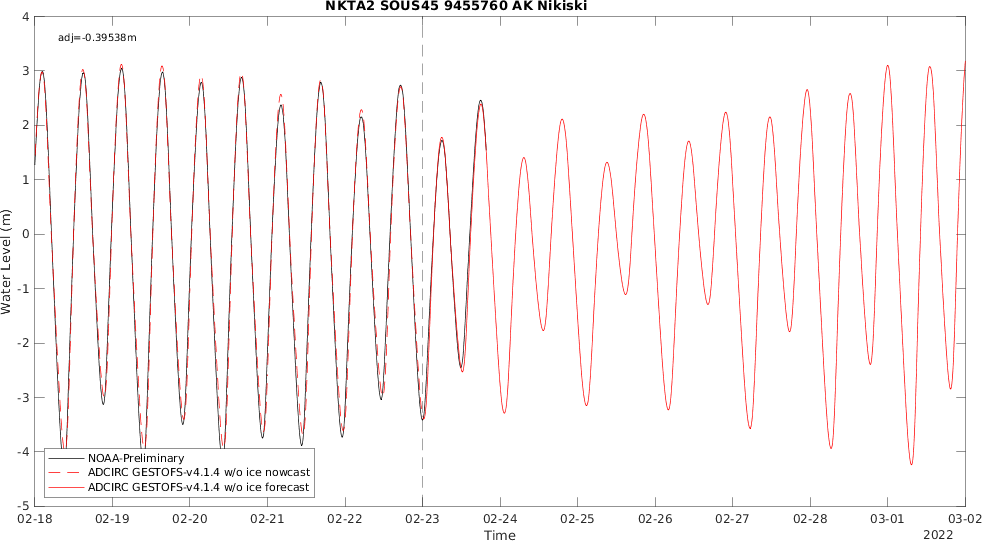 NKTA2 SOUS45 9455760 AK Nikiski
adj=-0.39538m
4
3
2
1
0
-1
-2
-3
-4
-5
Water Level (m)
NOAA-Preliminary
ADCIRC GESTOFS-v4.1.4 w/o ice nowcast
ADCIRC GESTOFS-v4.1.4 w/o ice forecast
02-18 02-19 02-20 02-21 02-22 02-23 02-24 02-25 02-26 02-27 02-28 03-01 03-02
Time
2022